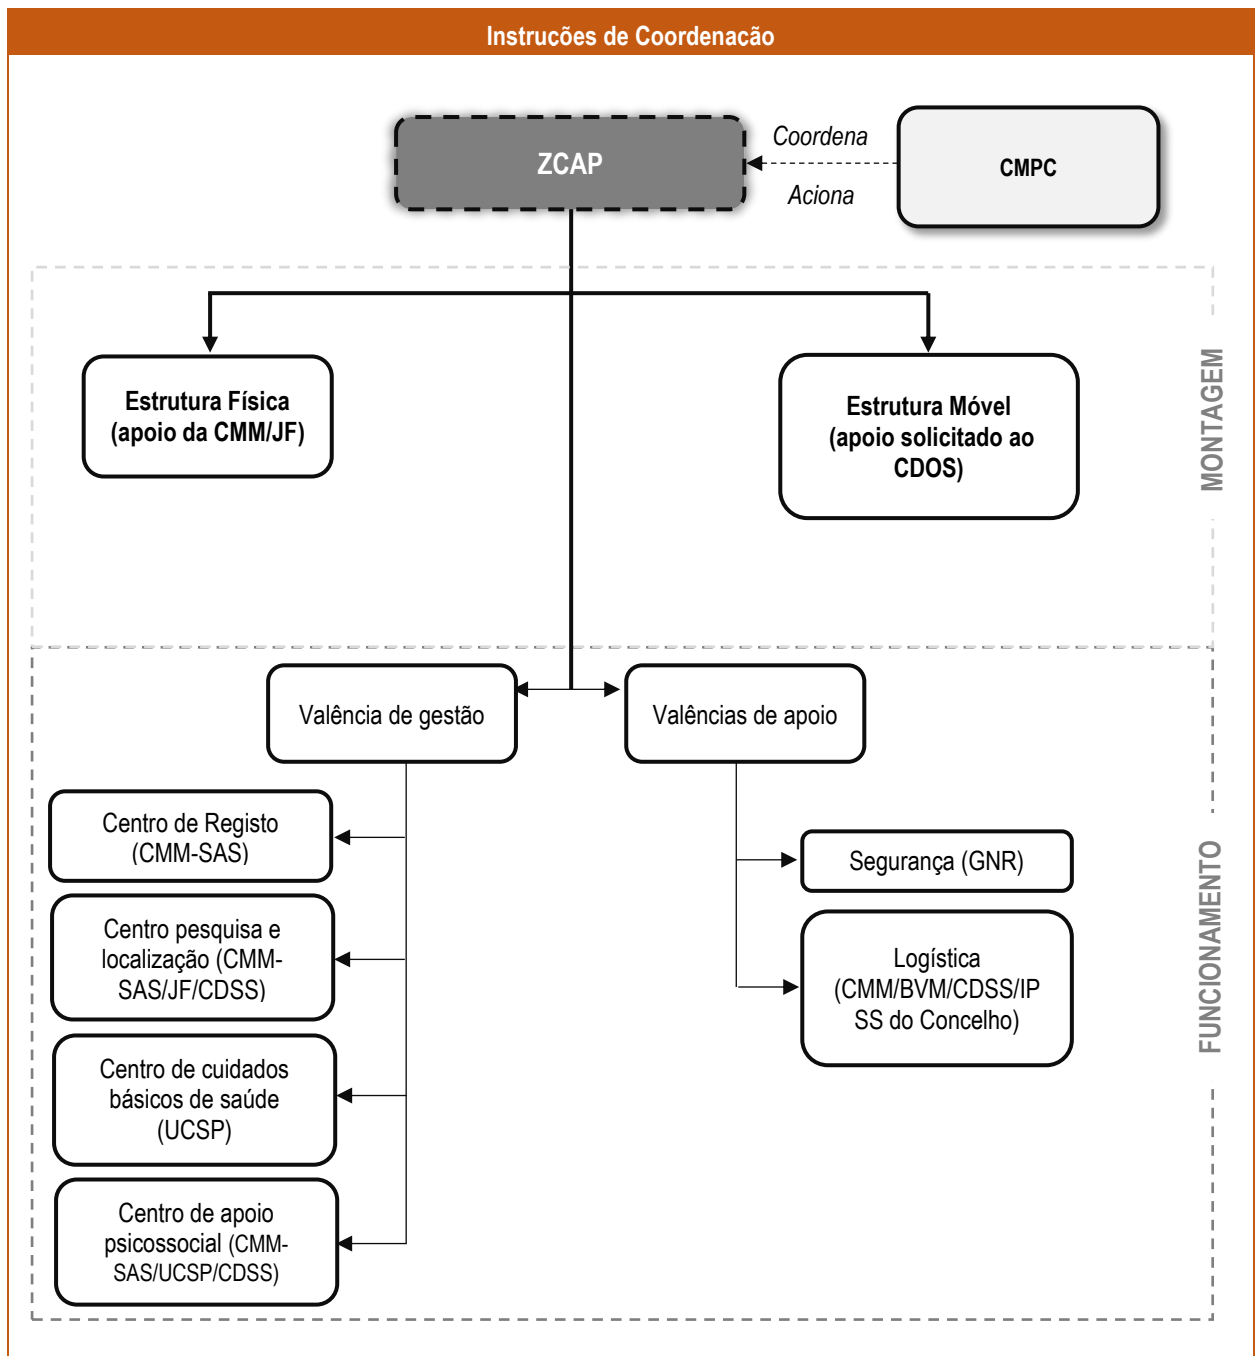 Instruções de Coordenação
ZCAP
Coordena
Aciona
CMPC
Estrutura Física
(apoio da CMM/JF)
Estrutura Móvel
(apoio solicitado ao
CDOS)
MONTAGEM
Valência de gestão
Valências de apoio
Centro de Registo
(CMM-SAS)
Centro pesquisa e
localização (CMM-
SAS/JF/CDSS)
Centro de cuidados
básicos de saúde
(UCSP)
Centro de apoio
psicossocial (CMM-
SAS/UCSP/CDSS)
Segurança (GNR)
Logística
(CMM/BVM/CDSS/IP
SS do Concelho)
FUNCIONAMENTO